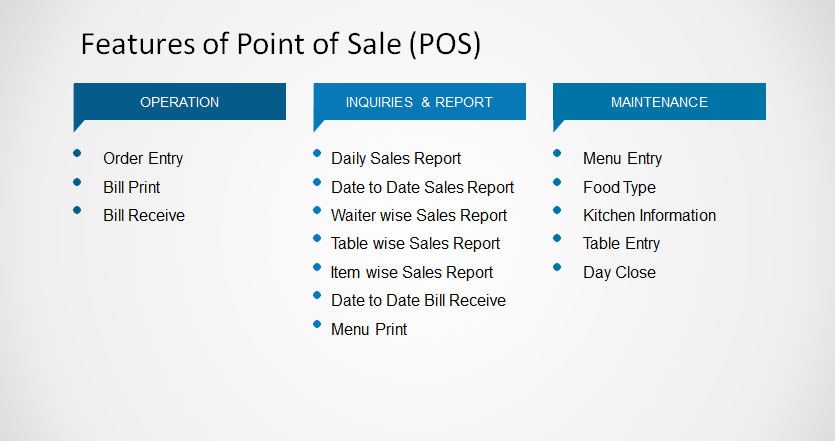 Features of Point of Sale (POS)
OPERATION
Order Entry
Bill Print
Bill Receive
INQUIRIES & REPORT
Daily Sales Report
Date to Date Sales Report
Waiter wise Sales Report
Table wise Sales Report
Item wise Sales Report
Date to Date Bill Receive
Menu Print
MAINTENANCE
Menu Entry
Food Type
Kitchen Information
Table Entry
Day Close